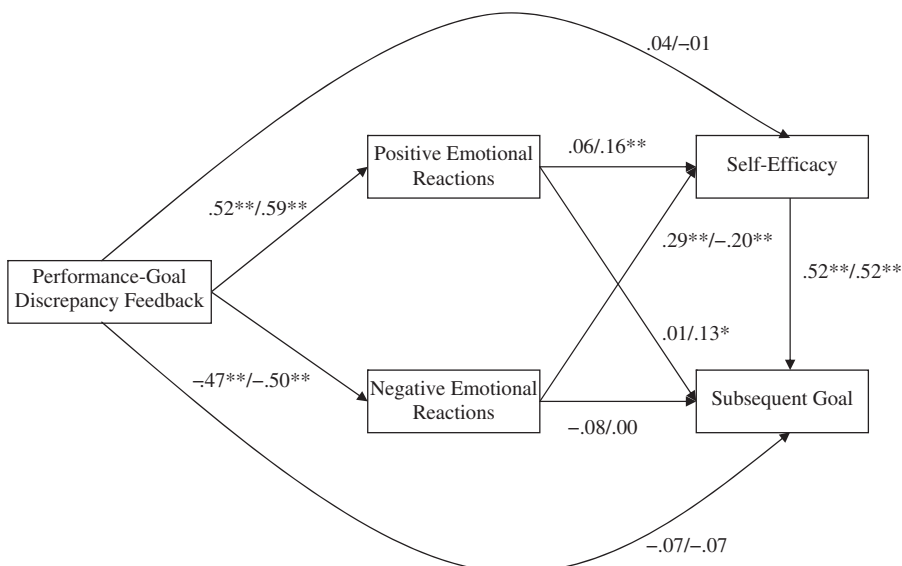 .04/-.01
Positive Emotional
Reactions
.06/.16**
Self-Efficacy
.52**/.59**
.29**/-.20**
Performance-Goal
Discrepancy Feedback
.52**/.52**
.01/.13*
-.47**/-.50**
Negative Emotional
Reactions
Subsequent Goal
-.08/.00
-.07/-.07